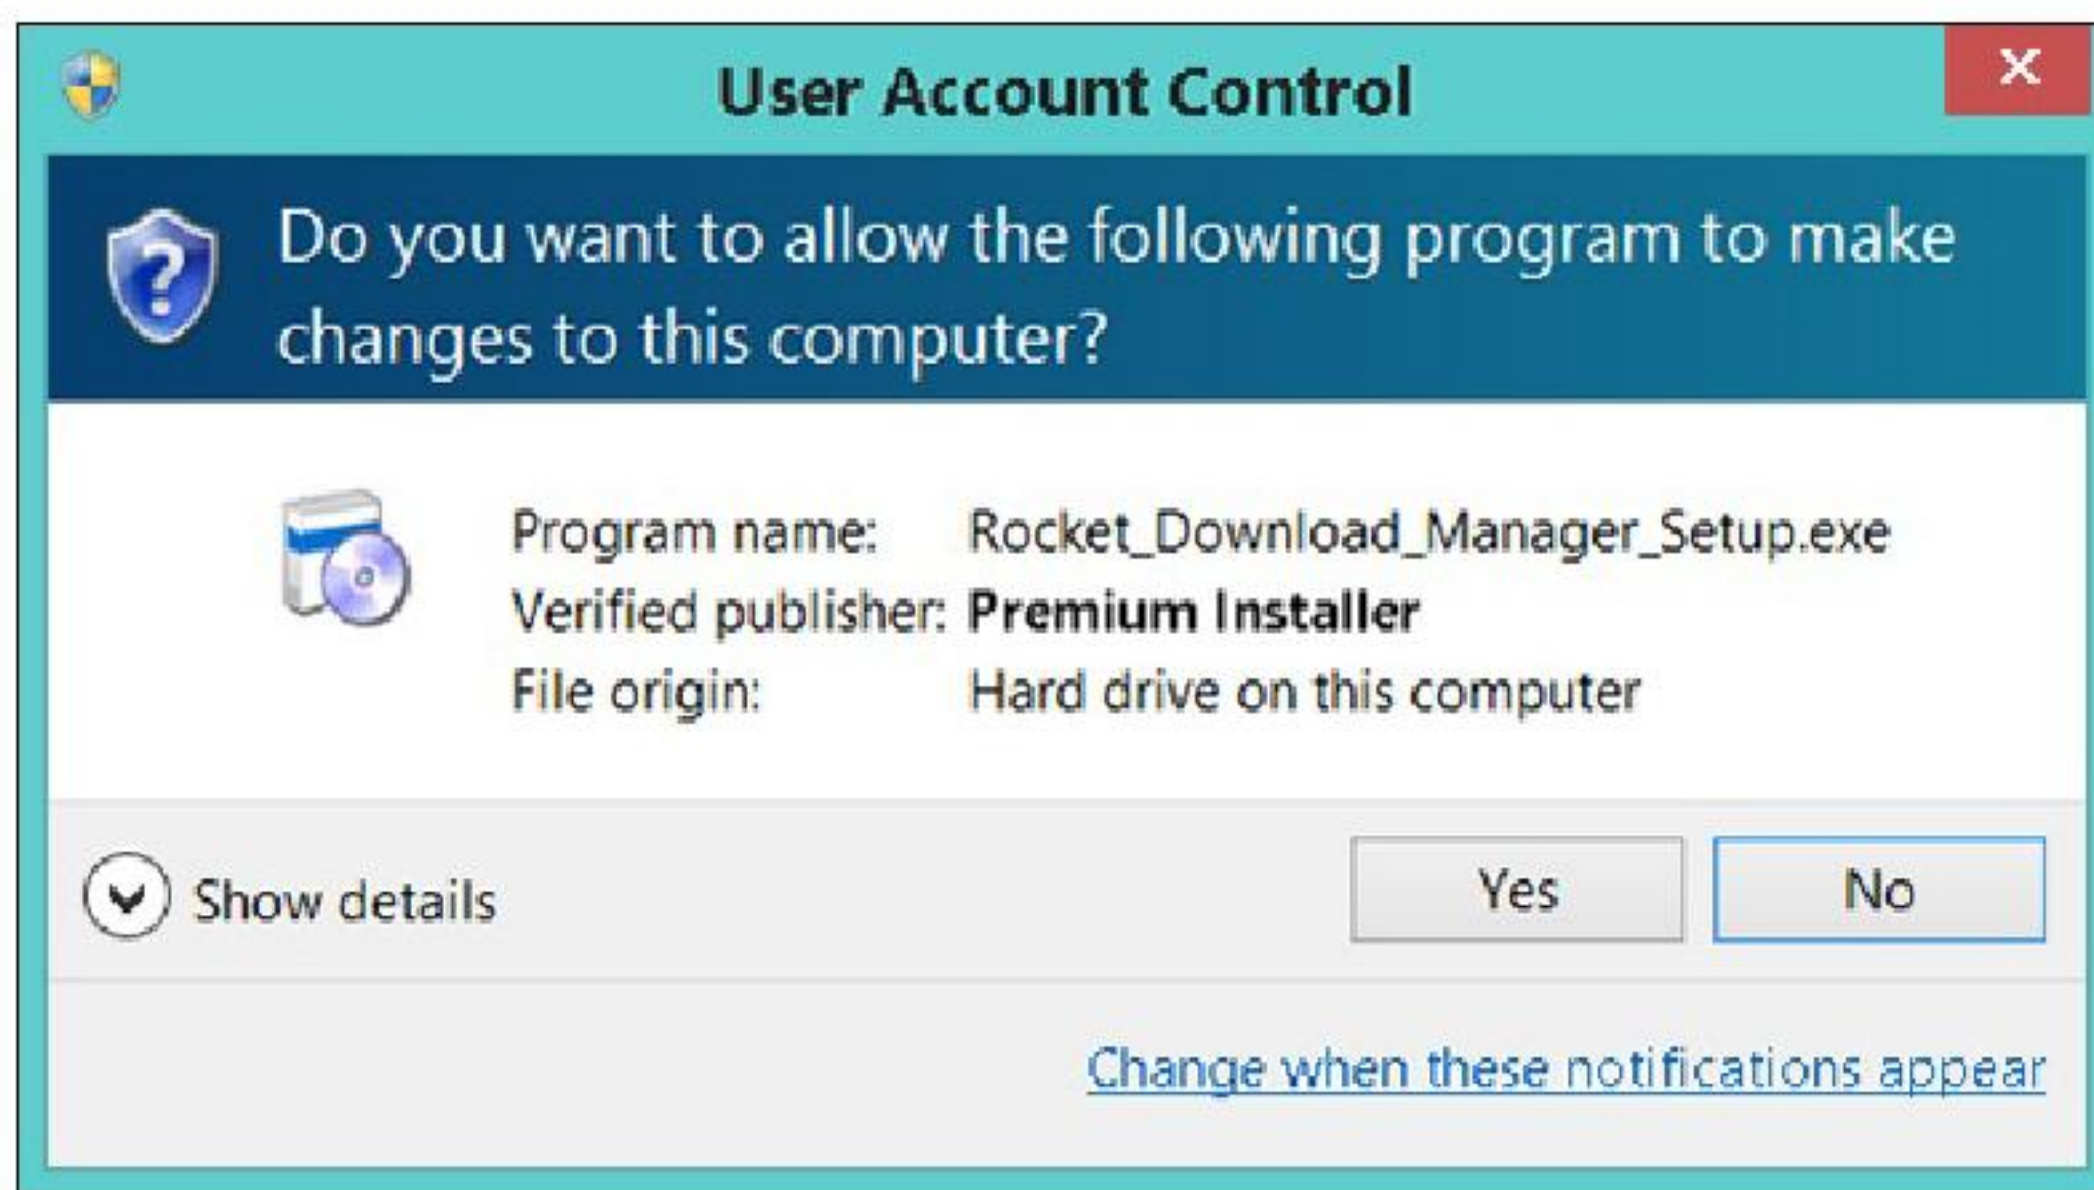 User Account Control
Do you want to allow the following program to make
changes to this computer?
Program name: Rocket_Download_Manager_Setup.exe
Verified publisher: Premium Installer
File origin: Hard drive on this computer
Show details
Yes
No
Change when these notifications appear